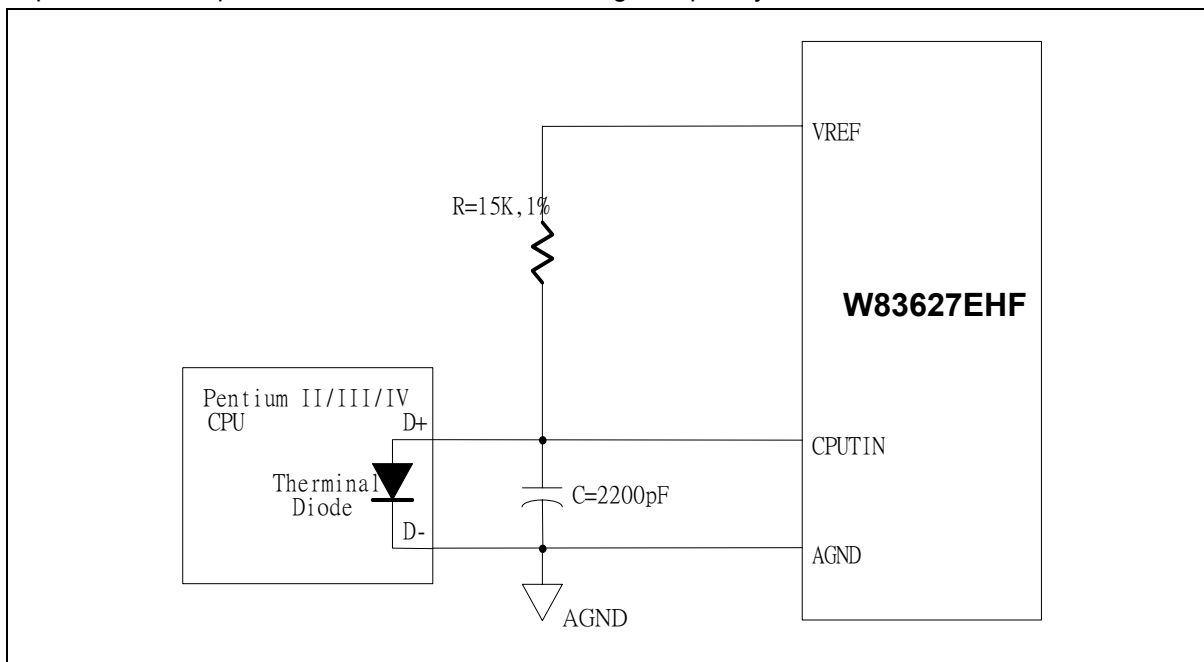 VREF
R=15K,1%
W83627EHF
Pentium II/III/IV
CPU
D+
CPUTIN
Therminal
Diode
C=2200pF
D-
AGND
AGND